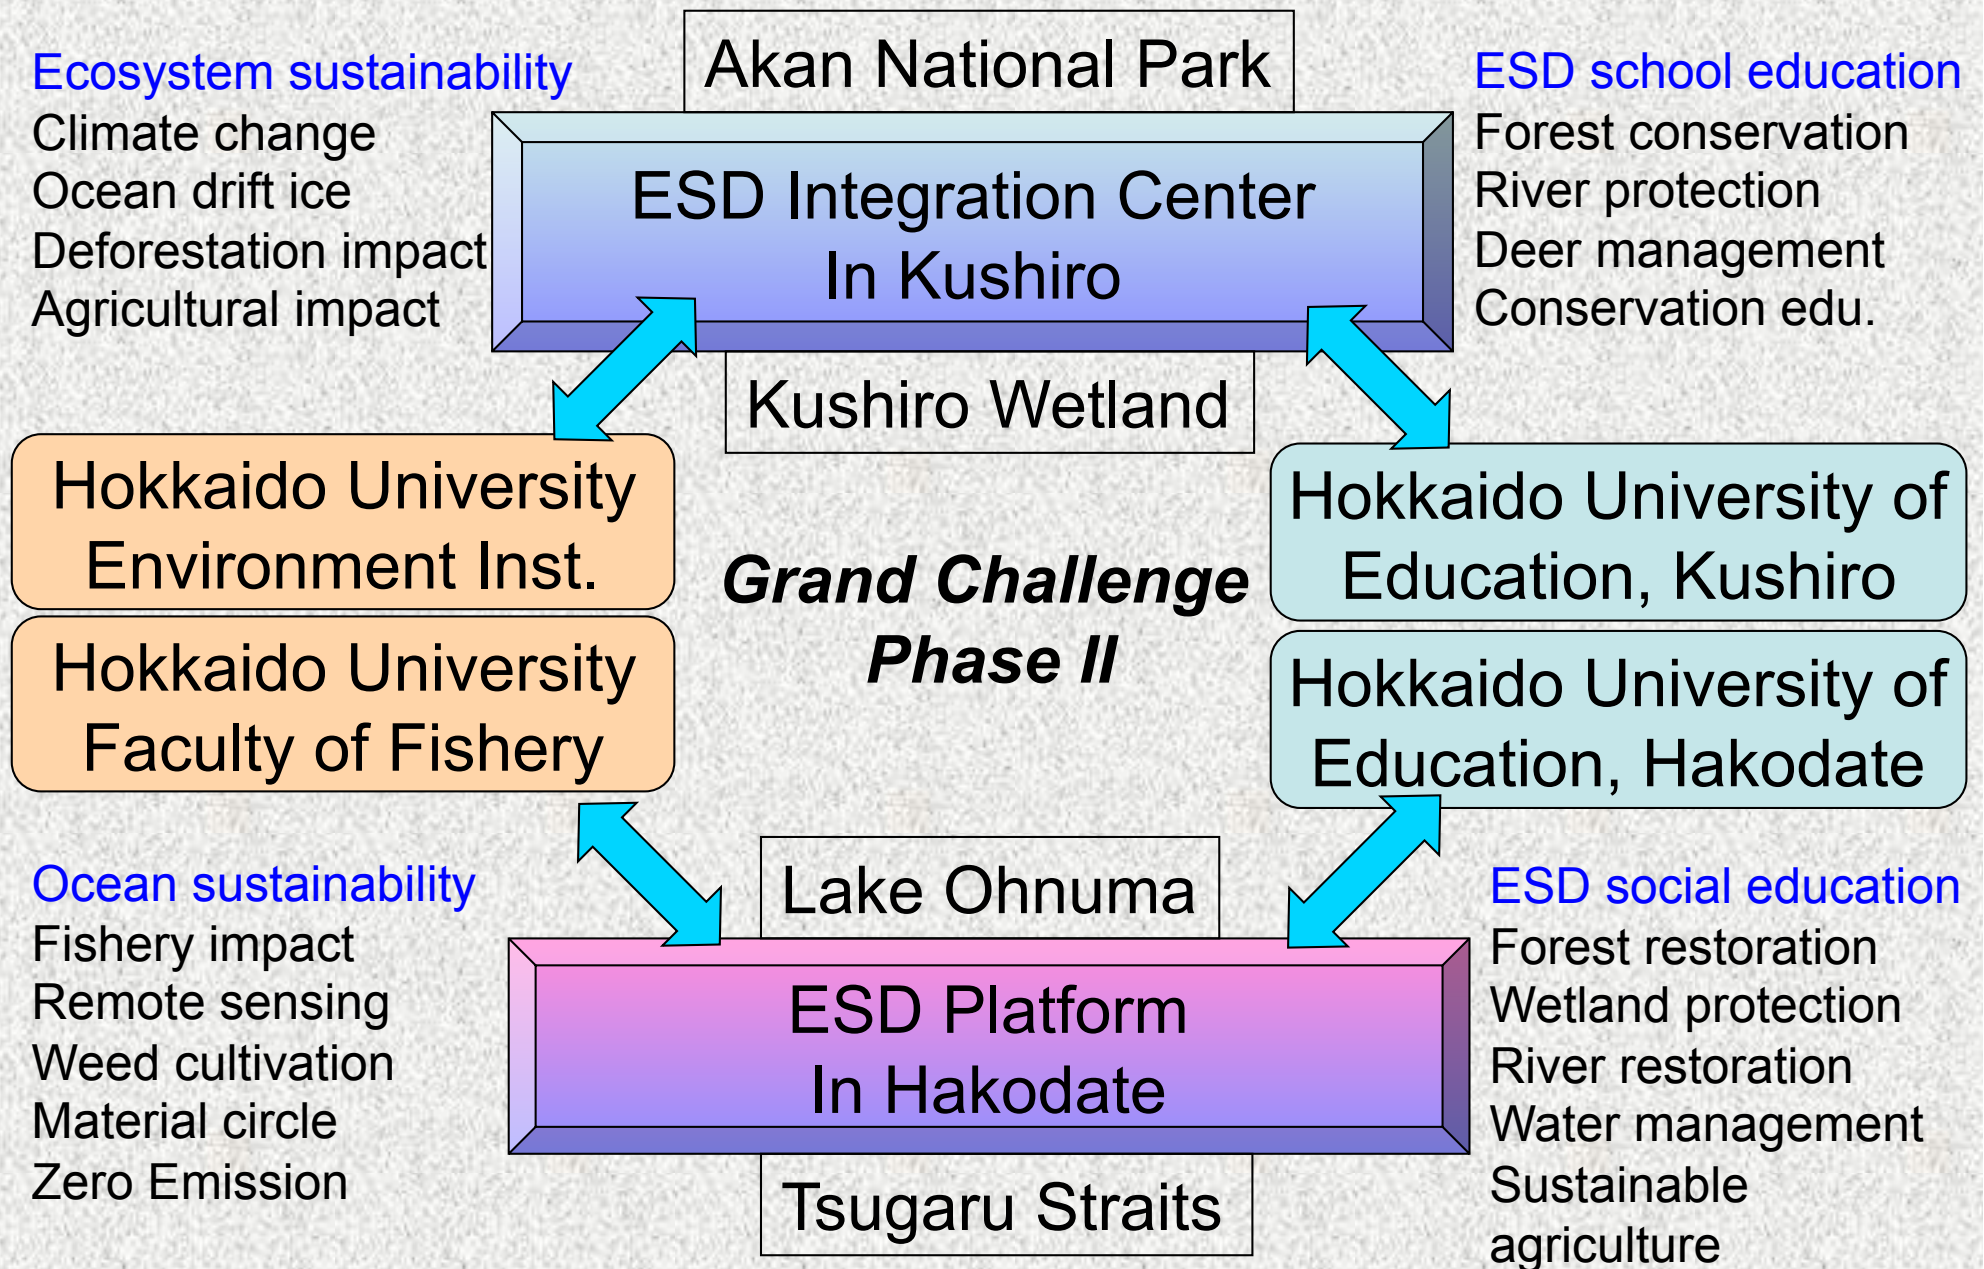 Akan National Park
Ecosystem sustainability
Climate change
Ocean drift ice
Deforestation impact
Agricultural impact
ESD Integration Center
In Kushiro
ESD school education
Forest conservation
River protection
Deer management
Conservation edu.
Kushiro Wetland
Hokkaido University
Environment Inst.
Hokkaido University
Faculty of Fishery
Grand Challenge
Phase II
Hokkaido University of
Education, Kushiro
Hokkaido University of
Education, Hakodate
Ocean sustainability
Fishery impact
Remote sensing
Weed cultivation
Material circle
Zero Emission
Lake Ohnuma
ESD Platform
In Hakodate
Tsugaru Straits
ESD social education
Forest restoration
Wetland protection
River restoration
Water management
Sustainable
agriculture